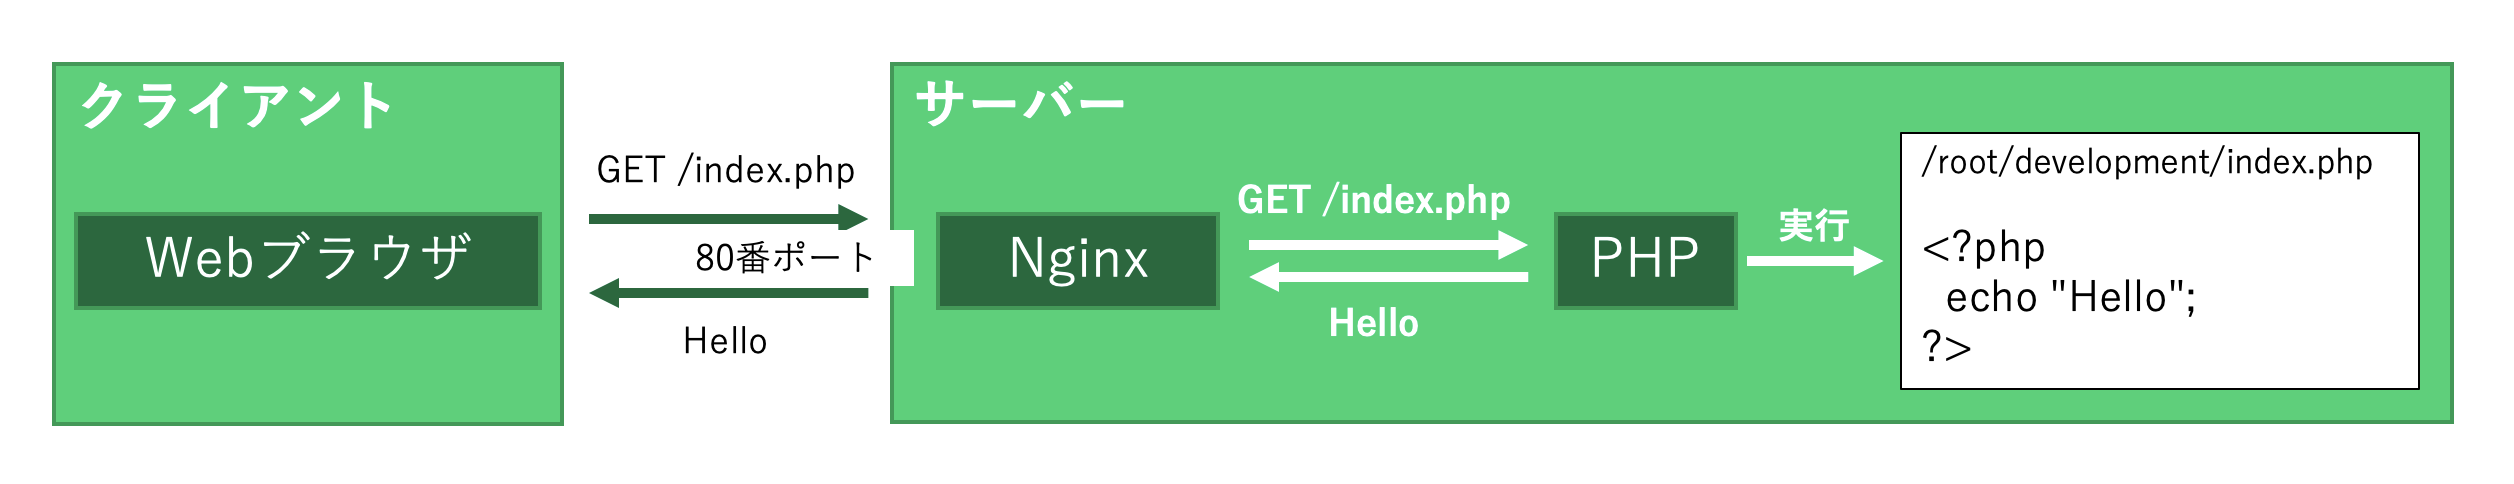 クライアント
Webブラウザ
GET /index.php
80番ポート
Hello
サーバー
Nginx
GET /index.php
Hello
PHP
実行
/root/development/index.php
<?php
echo "Hello";
?>